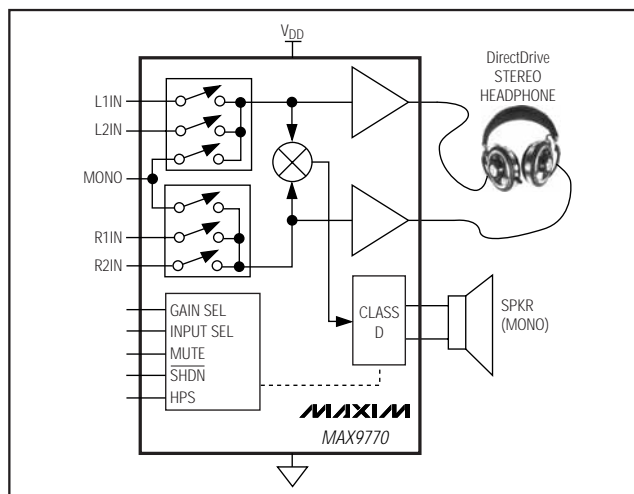 VDD
DirectDrive
STEREO
HEADPHONE
L1IN
L2IN
MONO
R1IN
R2IN
GAIN SEL
INPUT SEL
MUTE
SHDN
HPS
CLASS
D
SPKR
(MONO)
MAXIM
MAX9770